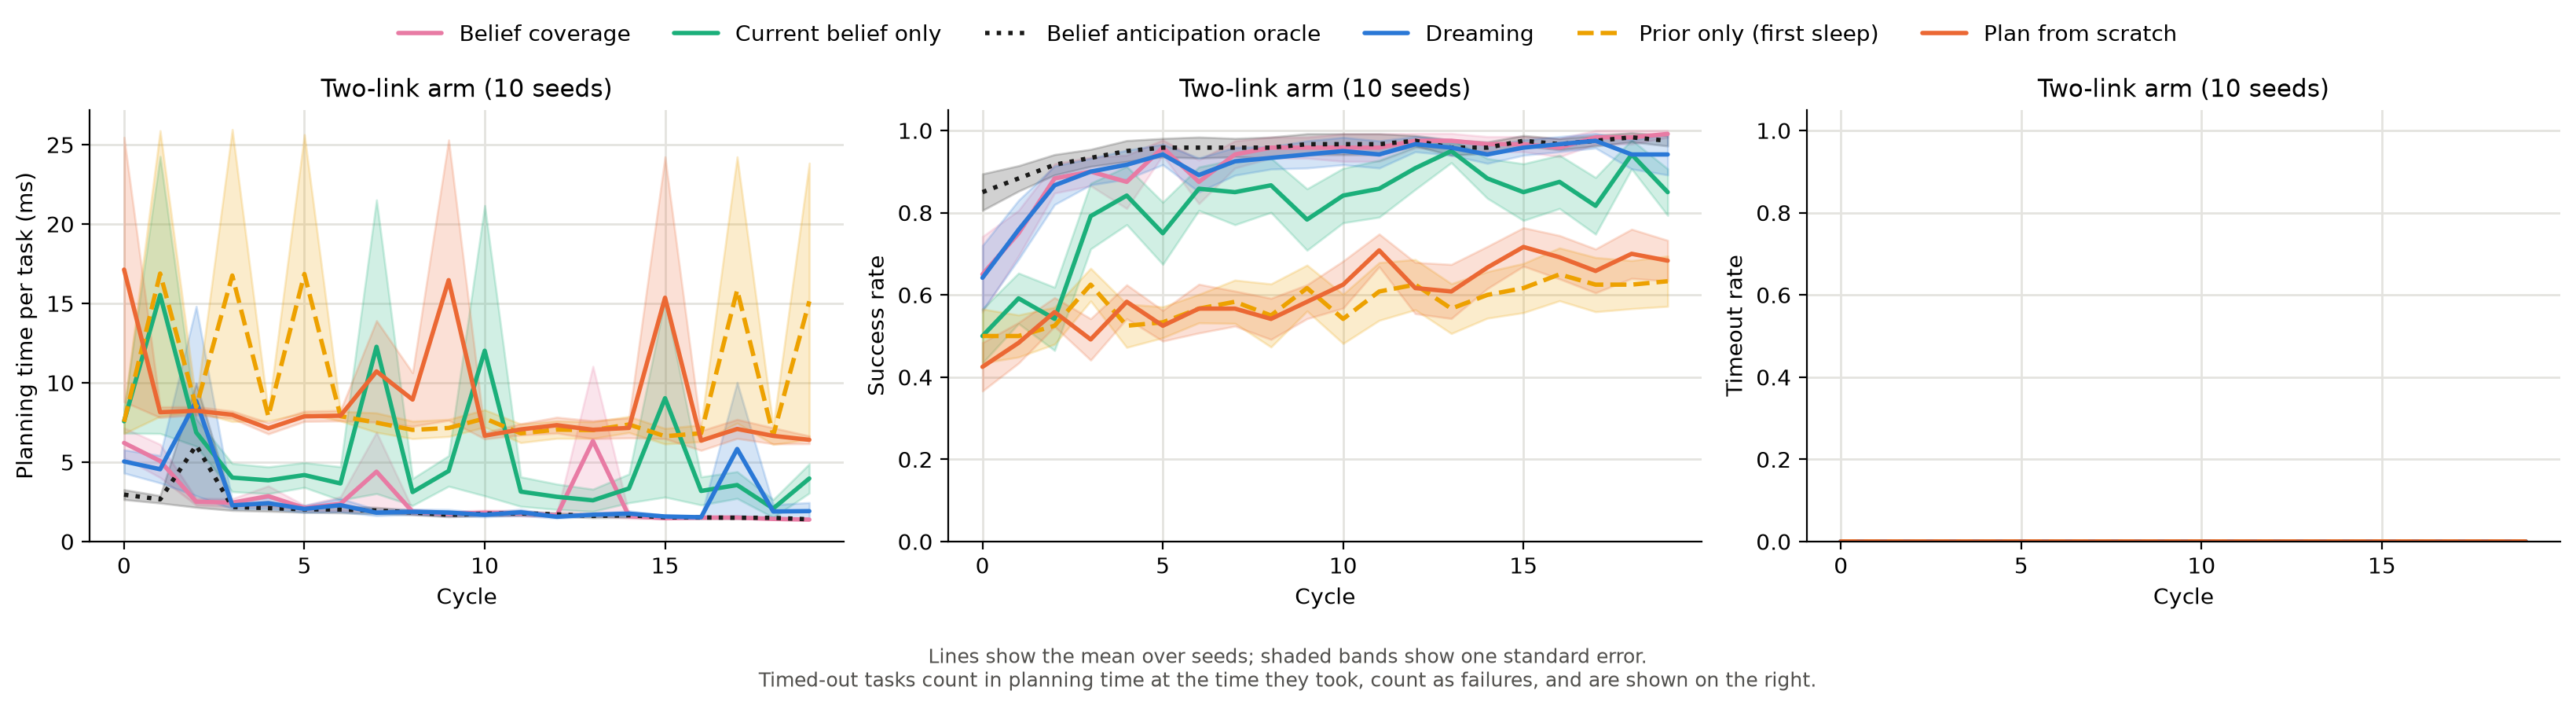 Belief coverage Current belief only Belief anticipation oracle Dreaming Prior only (first sleep) Plan from scratch
Two-link arm (10 seeds)
Planning time per task (ms)
25
20
15
10
5
0
0 5 10 15
Cycle
Two-link arm (10 seeds)
Success rate
1.0
0.8
0.6
0.4
0.2
0.0
0 5 10 15
Cycle
Two-link arm (10 seeds)
Timeout rate
1.0
0.8
0.6
0.4
0.2
0.0
0 5 10 15
Cycle
Lines show the mean over seeds; shaded bands show one standard error.
Timed-out tasks count in planning time at the time they took, count as failures, and are shown on the right.